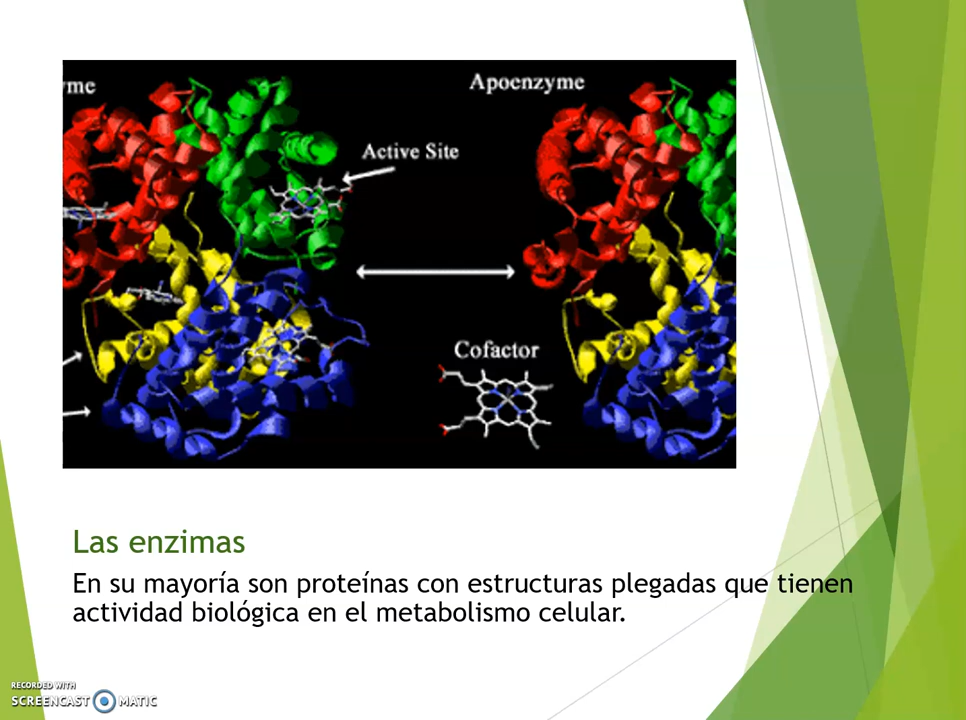 yme
Apoenzyme
Active Site
Cofactor
Las enzimas
En su mayoría son proteínas con estructuras plegadas que tienen
actividad biológica en el metabolismo celular.
RECORDED WITH
SCREENCAST MATIC